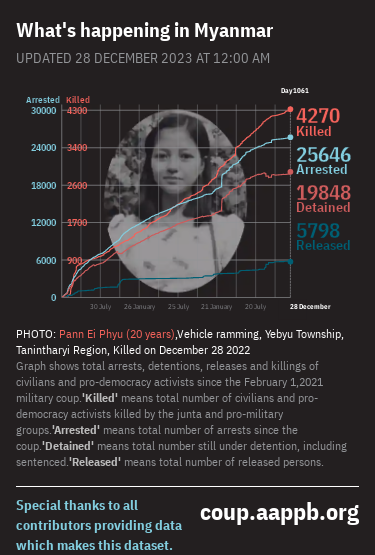 What's happening in Myanmar
UPDATED 28 DECEMBER 2023 AT 12:00 AM
Day1061
Arrested Killed
30000 4300
24000 3400
18000 2600
12000 1700
6000 900
0
4270
Killed
25646
Arrested
19848
Detained
5798
Released
30 July 26 January 25 July 21 January 20 July 28 December
PHOTO: Pann Ei Phyu (20 years),Vehicle ramming, Yebyu Township,
Tanintharyi Region, Killed on December 28 2022
Graph shows total arrests, detentions, releases and killings of
civilians and pro-democracy activists since the February 1,2021
military coup.'Killed' means total number of civilians and pro-
democracy activists killed by the junta and pro-military
groups.'Arrested' means total number of arrests since the
coup.'Detained' means total number still under detention, including
sentenced.'Released' means total number of released persons.
Special thanks to all
contributors providing data
which makes this dataset.
coup.aappb.org